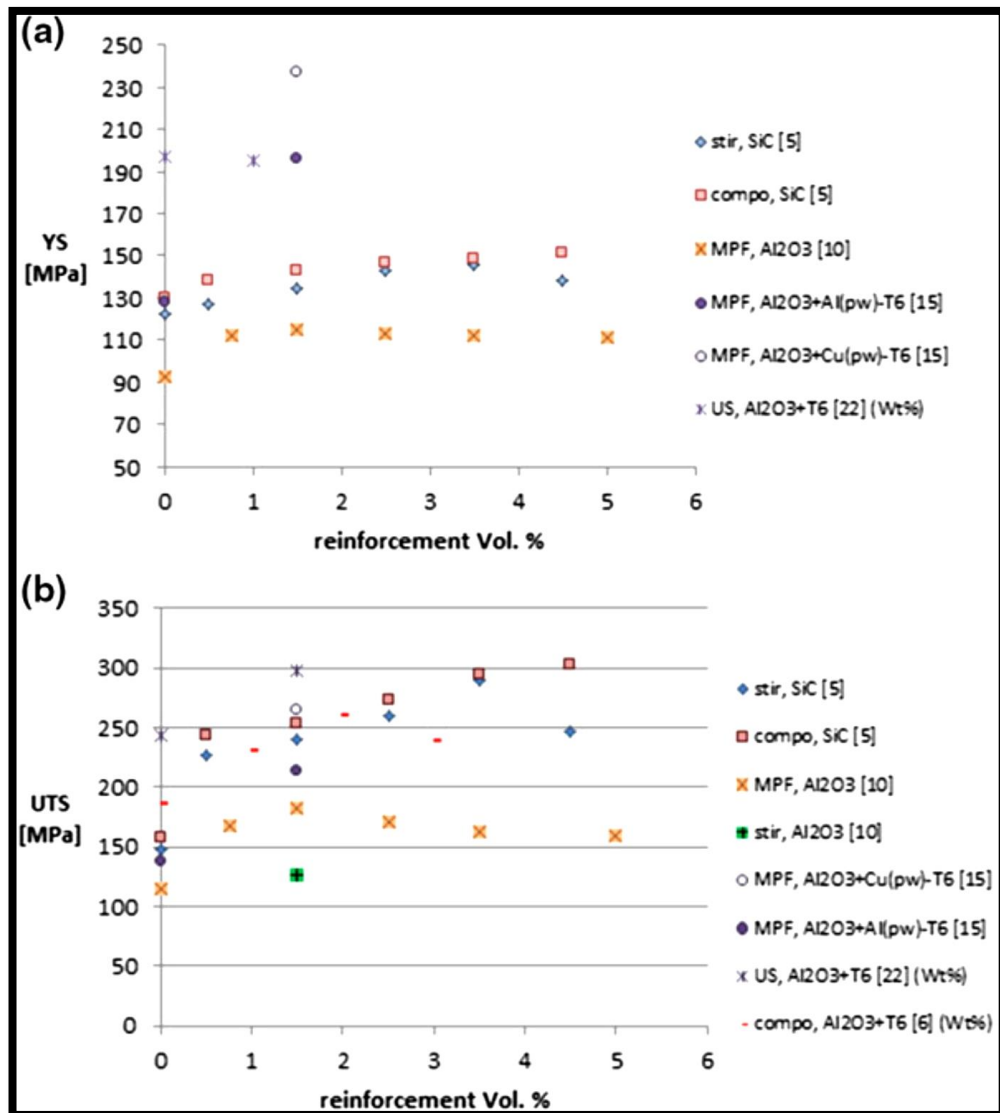 (a)
250
230
210
190
170
150
130
110
90
70
50
YS
[MPa]
0 1 2 3 4 5 6
reinforcement Vol. %
stir, SiC [5]
compo, SiC [5]
MPF, Al2O3 [10]
MPF, Al2O3+Al(pw)-T6 [15]
MPF, Al2O3+Cu(pw)-T6 [15]
US, Al2O3+T6 [22] (Wt%)
(b)
350
300
250
200
150
100
50
0
UTS
[MPa]
0 1 2 3 4 5 6
reinforcement Vol. %
stir, SiC [5]
compo, SiC [5]
MPF, Al2O3 [10]
stir, Al2O3 [10]
MPF, Al2O3+Cu(pw)-T6 [15]
MPF, Al2O3+Al(pw)-T6 [15]
US, Al2O3+T6 [22] (Wt%)
compo, Al2O3+T6 [6] (Wt%)